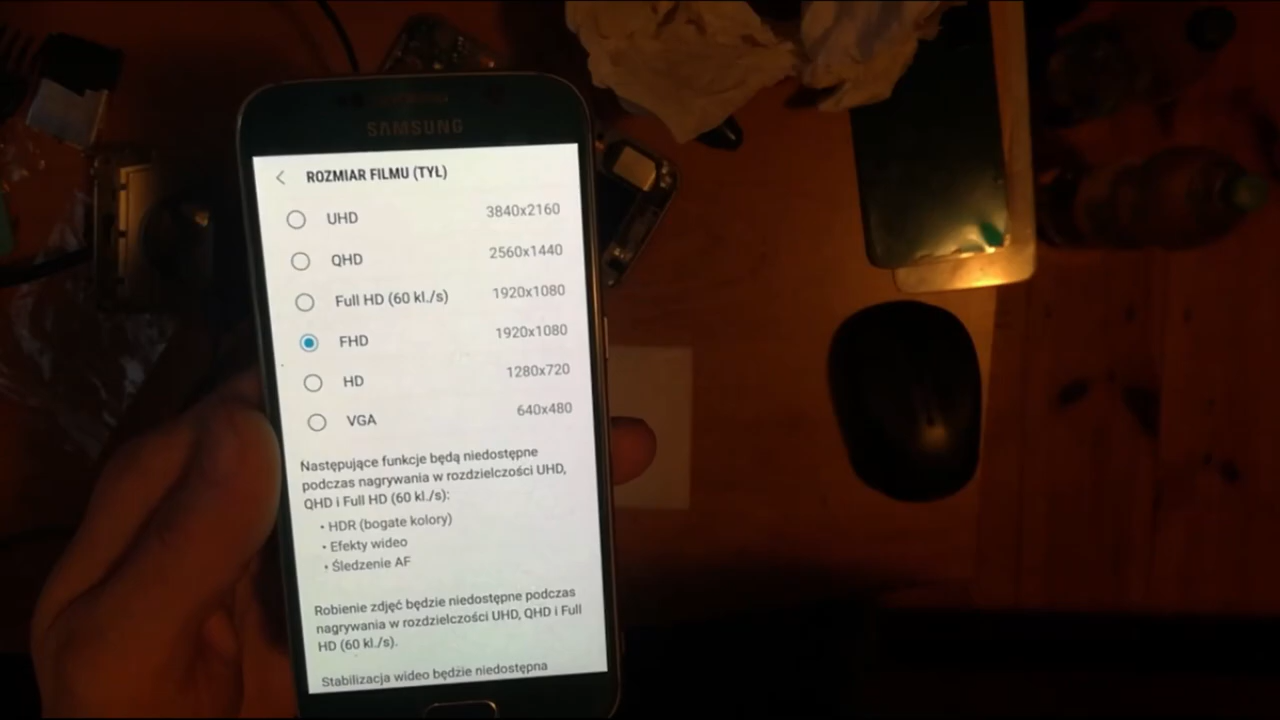 SAMSUNG
ROZMIAR FILMU (TYŁ)
UHD 3840x2160
QHD 2560x1440
Full HD (60 kl./s) 1920x1080
FHD 1920x1080
HD 1280x720
VGA 640x480
Następujące funkcje będą niedostępne
podczas nagrywania w rozdzielczości UHD,
QHD i Full HD (60 kl./s):
• HDR (bogate kolory)
• Efekty wideo
• Śledzenie AF
Robienie zdjęć będzie niedostępne podczas
nagrywania w rozdzielczości UHD, QHD i Full
HD (60 kl./s).
Stabilizacja wideo będzie niedostępna